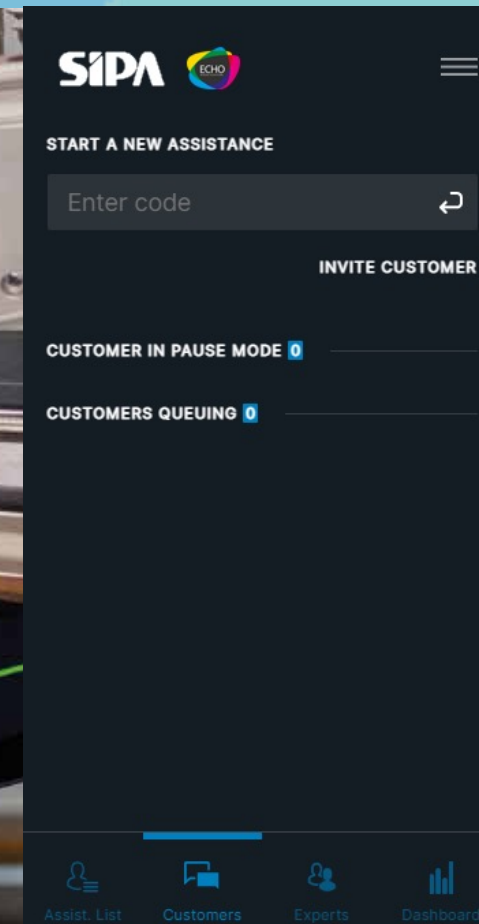 SIPA ECHO
START A NEW ASSISTANCE
Enter code
INVITE CUSTOMER
CUSTOMER IN PAUSE MODE 0
CUSTOMERS QUEUING 0
Assist. List Customers Experts Dashboard